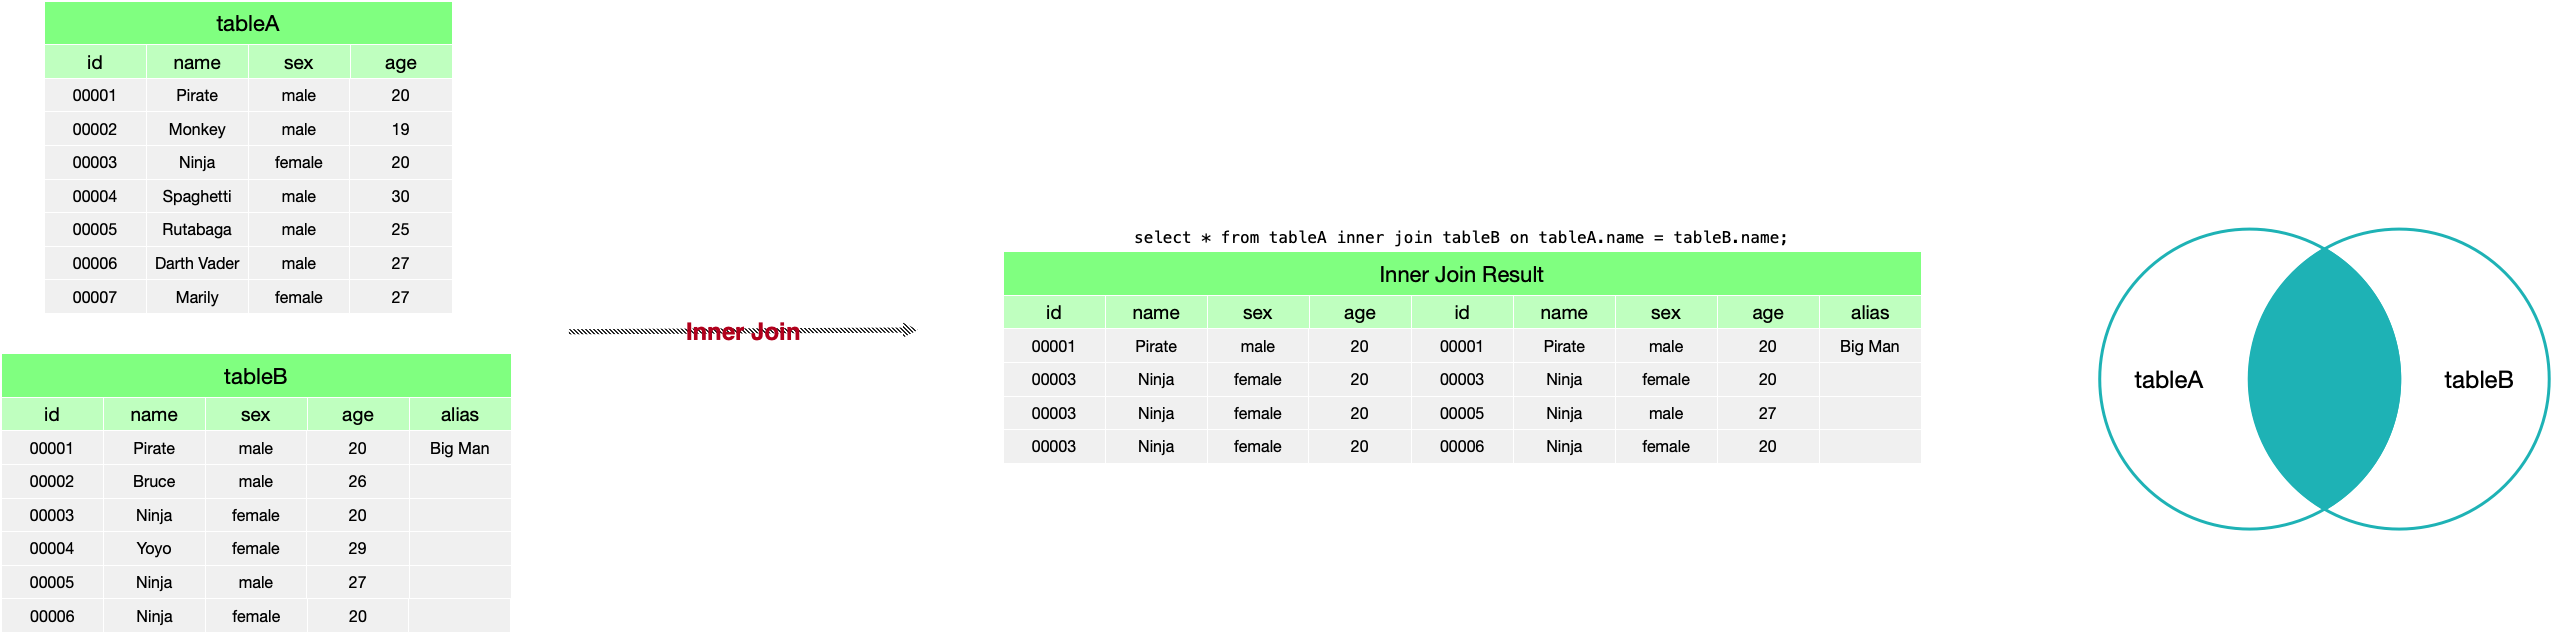 tableA
id name sex age
00001 Pirate male 20
00002 Monkey male 19
00003 Ninja female 20
00004 Spaghetti male 30
00005 Rutabaga male 25
00006 Darth Vader male 27
00007 Marily female 27
tableB
id name sex age alias
00001 Pirate male 20 Big Man
00002 Bruce male 26
00003 Ninja female 20
00004 Yoyo female 29
00005 Ninja male 27
00006 Ninja female 20
Inner Join
select * from tableA inner join tableB on tableA.name = tableB.name;
Inner Join Result
id name sex age id name sex age alias
00001 Pirate male 20 00001 Pirate male 20 Big Man
00003 Ninja female 20 00003 Ninja female 20
00003 Ninja female 20 00005 Ninja male 27
00003 Ninja female 20 00006 Ninja female 20
tableA
tableB